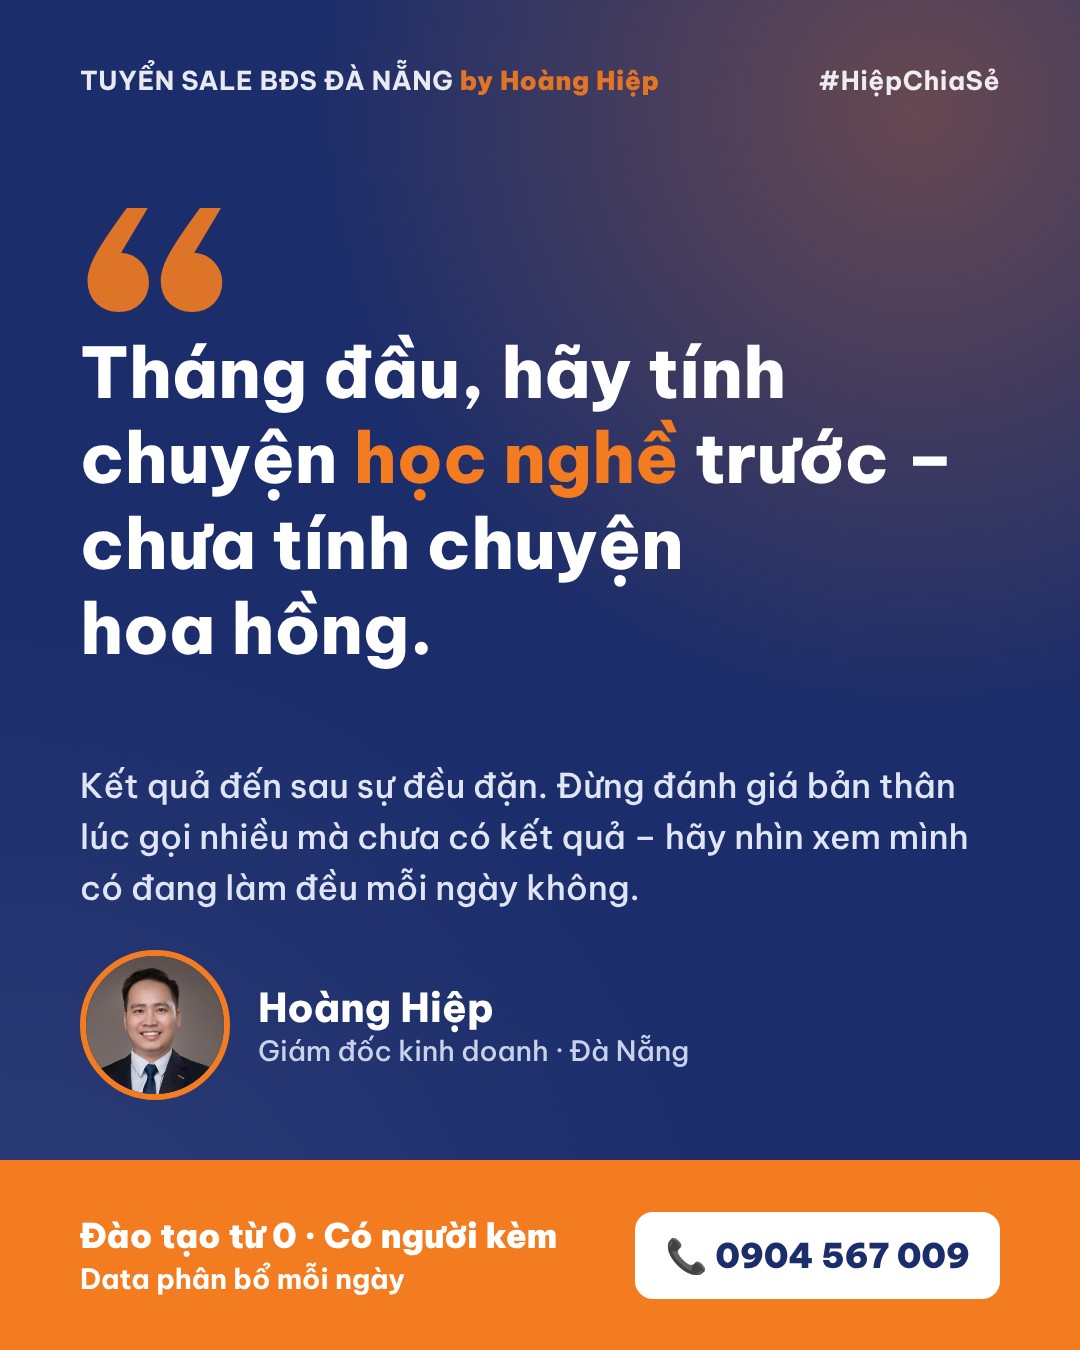 TUYỂN SALE BĐS ĐÀ NẴNG by Hoàng Hiệp
#HiệpChiaSẻ
“
Tháng đầu, hãy tính
chuyện học nghề trước –
chưa tính chuyện
hoa hồng.
Kết quả đến sau sự đều đặn. Đừng đánh giá bản thân
lúc gọi nhiều mà chưa có kết quả – hãy nhìn xem mình
có đang làm đều mỗi ngày không.
Hoàng Hiệp
Giám đốc kinh doanh · Đà Nẵng
Đào tạo từ 0 · Có người kèm
Data phân bổ mỗi ngày
📞 0904 567 009